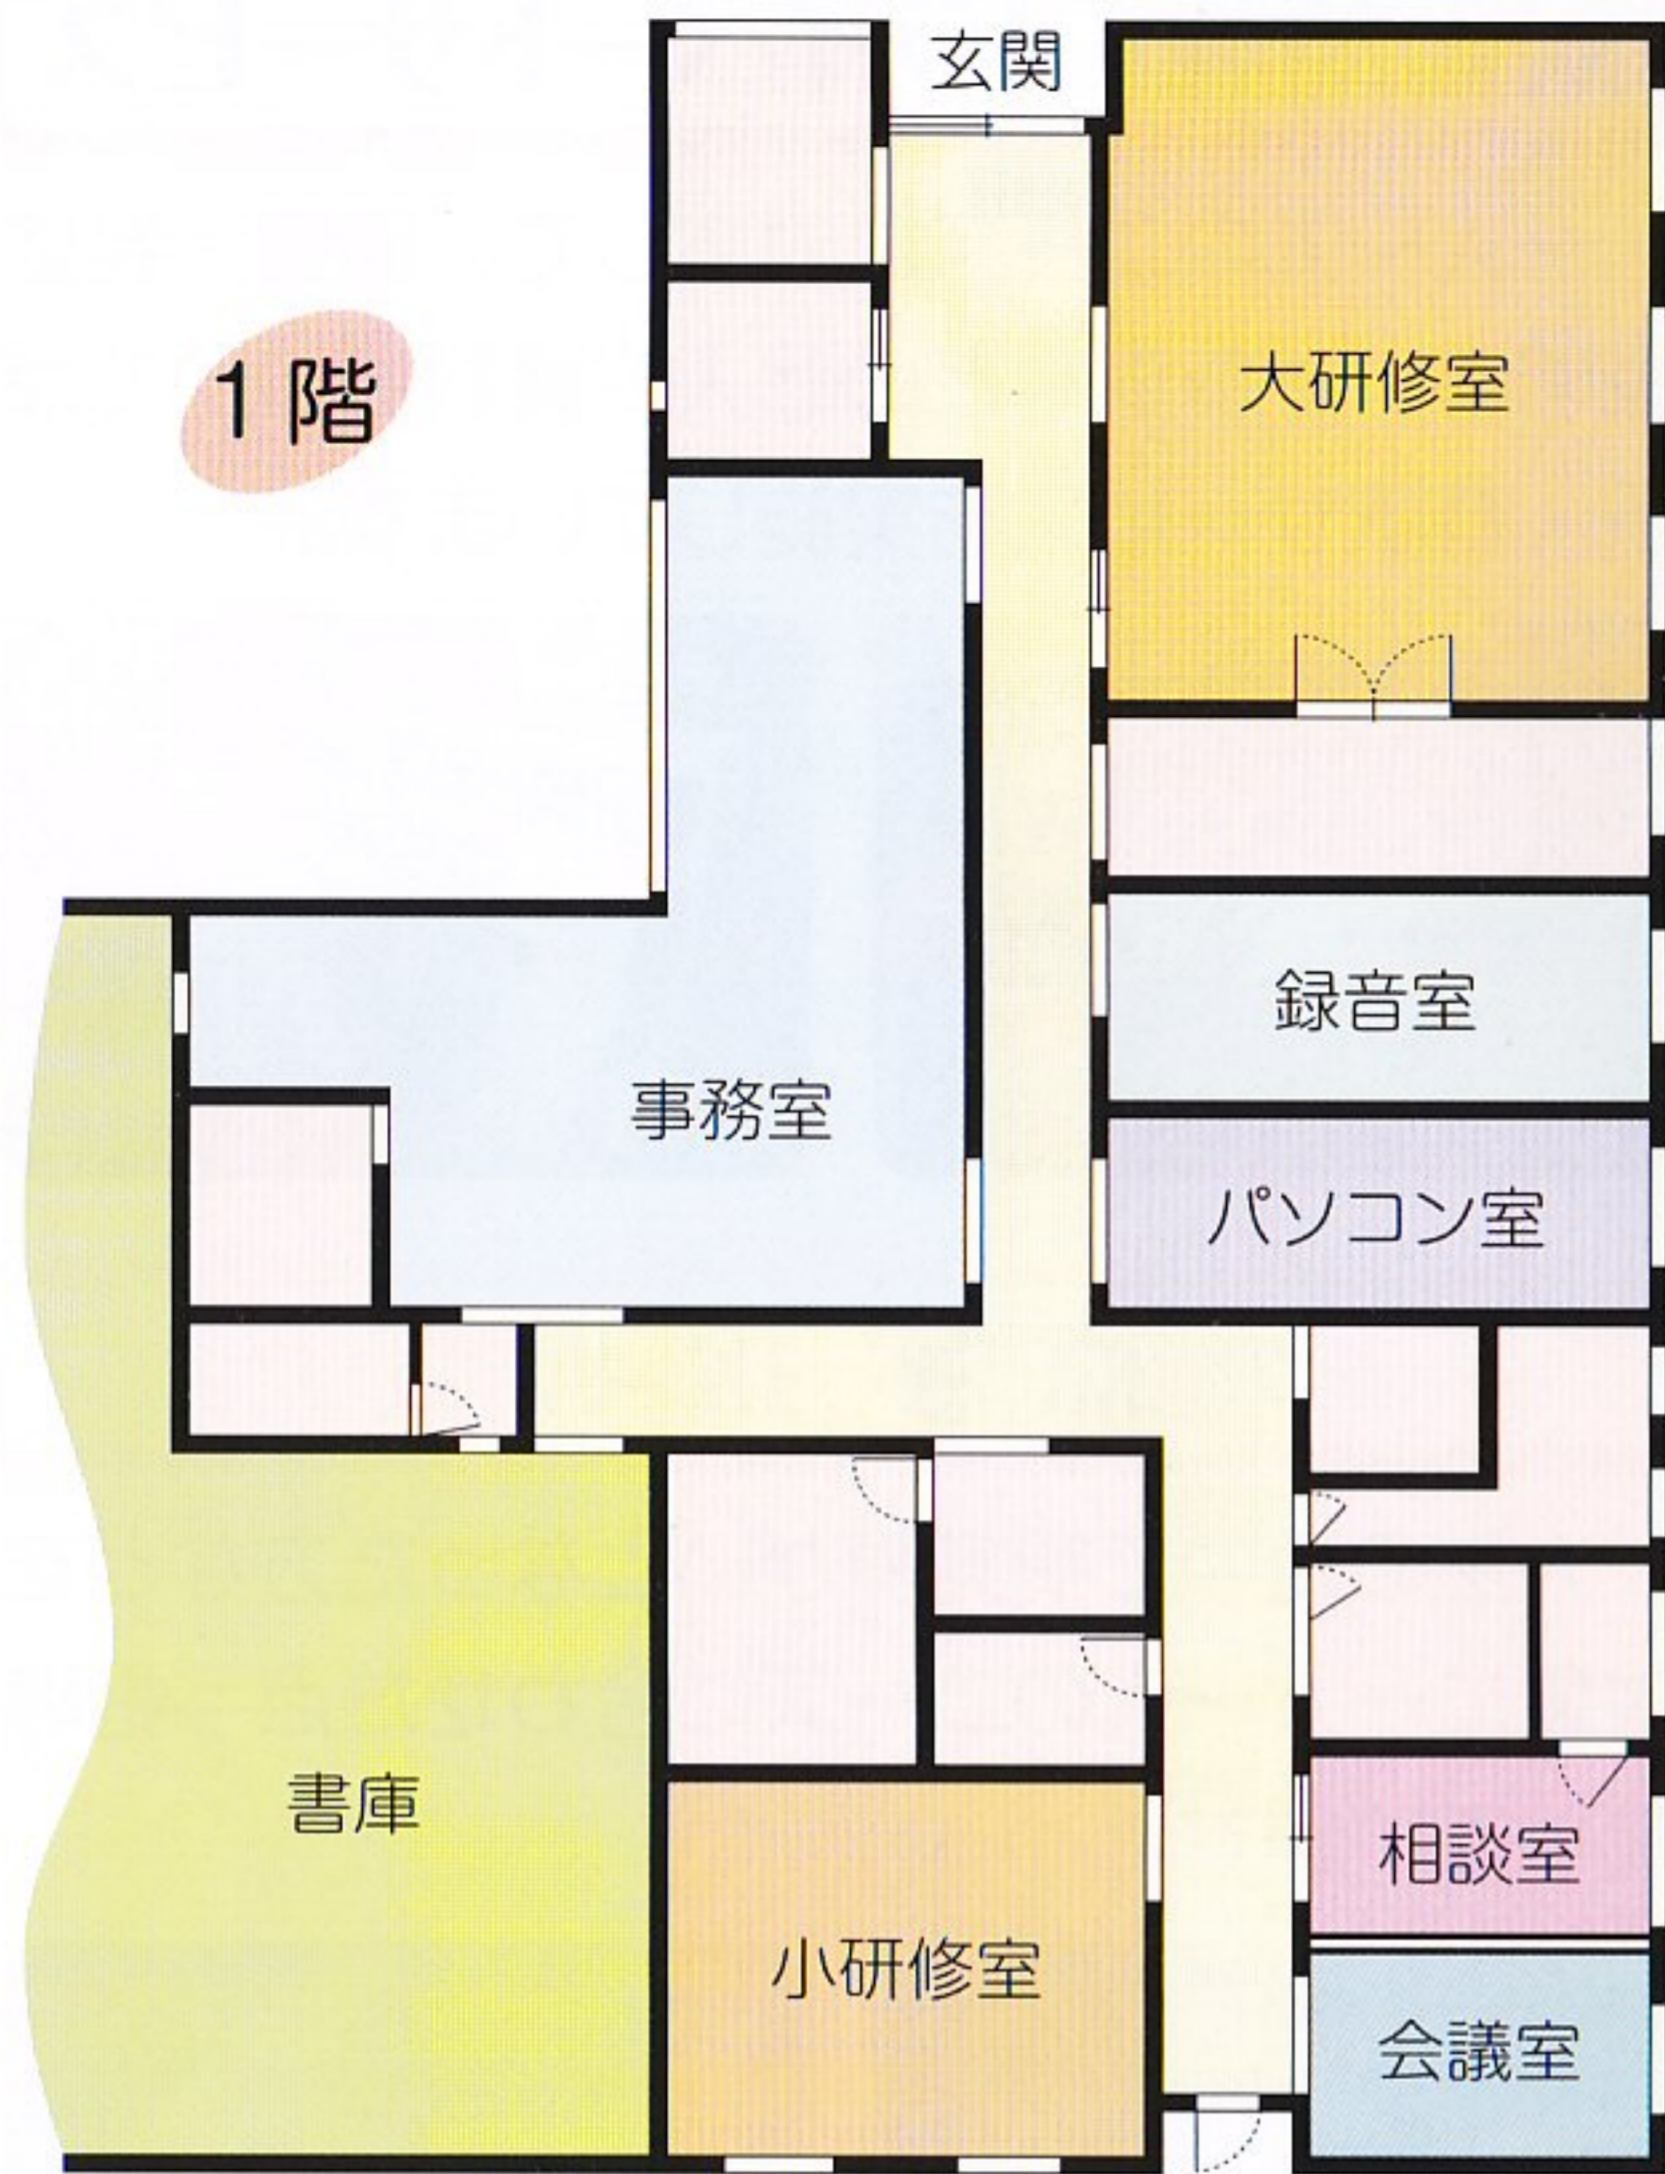 玄関
1階
大研修室
録音室
事務室
パソコン室
書庫
相談室
小研修室
会議室